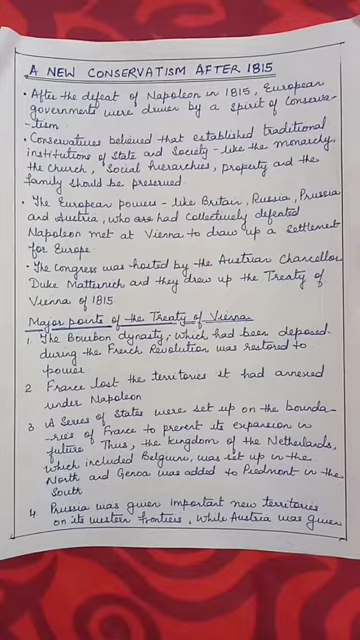 A NEW CONSERVATISM AFTER 1815
• After the defeat of Napoleon in 1815, European
governments were driven by a spirit of Conserva-
-tism
• Conservatives believed that established traditional
institutions of State and Society - like the monarchy,
the church, Social hierarchies, property and the
family should be preserved
• The European powers - like Britain, Russia, Prussia
and Austria, who are had collectively defeated
Napoleon met at Vienna to draw up a Settlement
for Europe
• The Congress was hosted by the Austrian Chancellor
Duke Matternich and they drew up the Treaty of
Vienna of 1815
Major points of the Treaty of Vienna
1. The Bourbon dynasty, which had been deposed
during the French Revolution was restored to
power
2 France lost the territories it had annexed
under Napoleon
3. A Series of States were set up on the bounda-
-ries of France to prevent its expansion in
future Thus, the kingdom of the Netherlands,
which included Belgium, was set up in the
North and Genoa was added to Piedmont in the
South
4. Prussia was given important new territories
on its western frontiers, while Austria was given